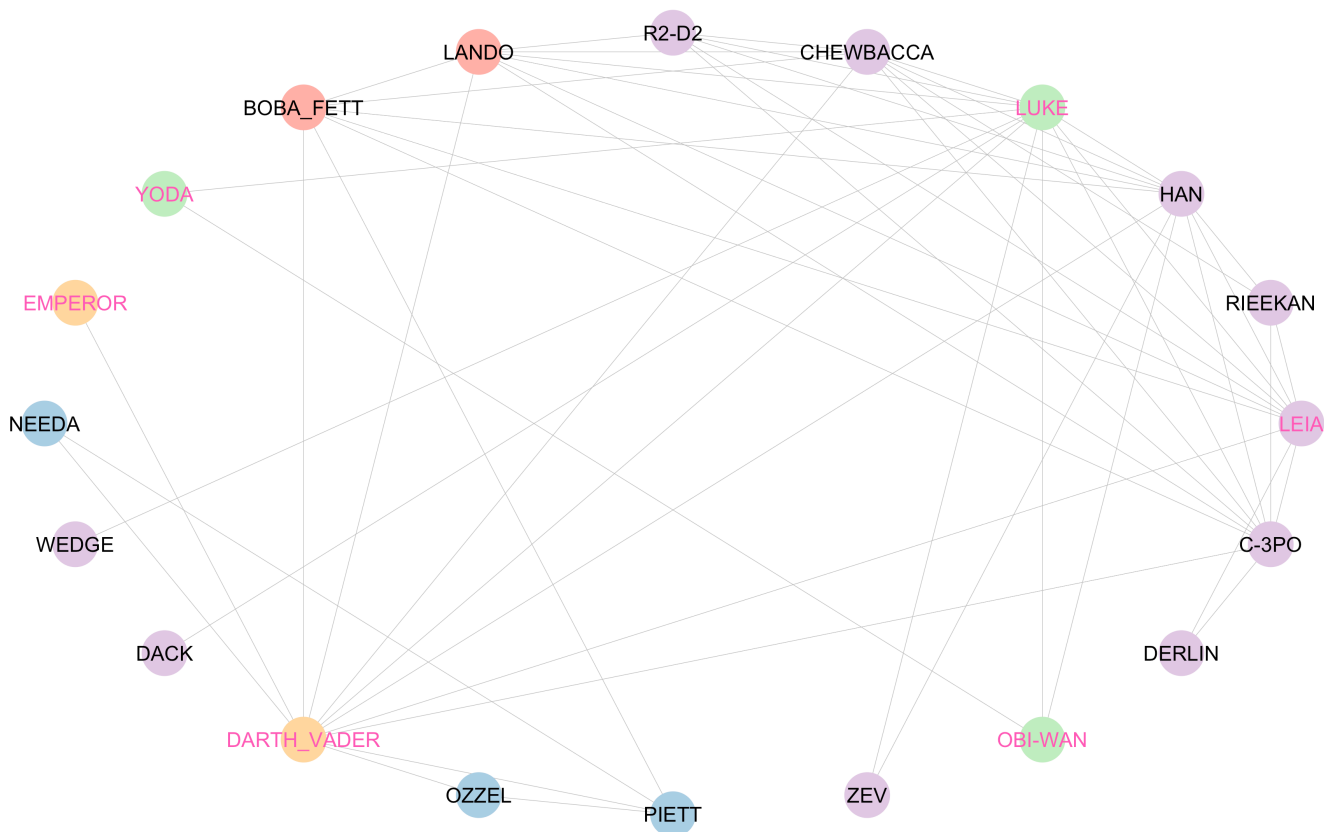 R2-D2
LANDO
CHEWBACCA
BOBA_FETT
LUKE
YODA
HAN
EMPEROR
RIEEKAN
NEEDA
LEIA
WEDGE
C-3PO
DACK
DERLIN
DARTH_VADER
OBI-WAN
OZZEL
ZEV
PIETT